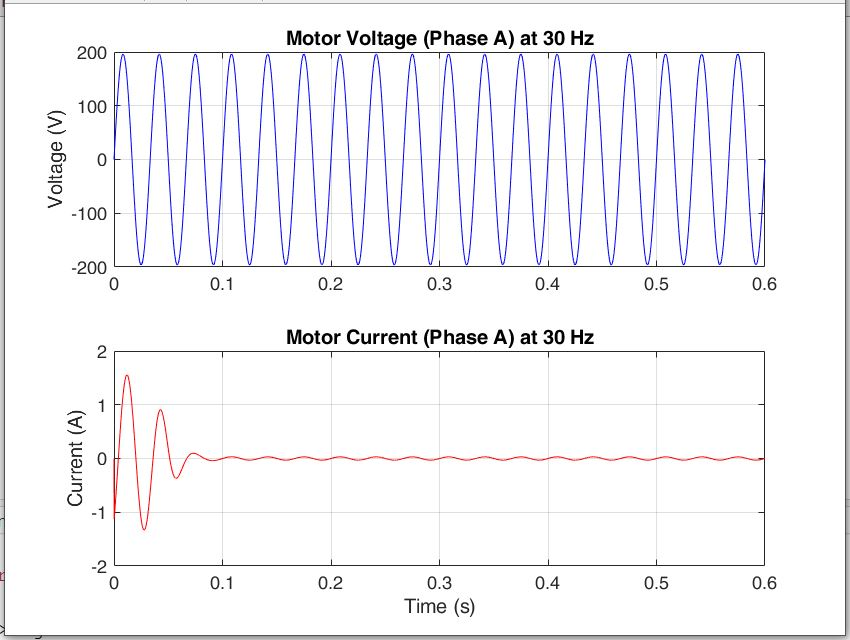 Motor Voltage (Phase A) at 30 Hz
Voltage (V)
200
100
0
-100
-200
0 0.1 0.2 0.3 0.4 0.5 0.6
Motor Current (Phase A) at 30 Hz
Current (A)
2
1
0
-1
-2
0 0.1 0.2 0.3 0.4 0.5 0.6
Time (s)